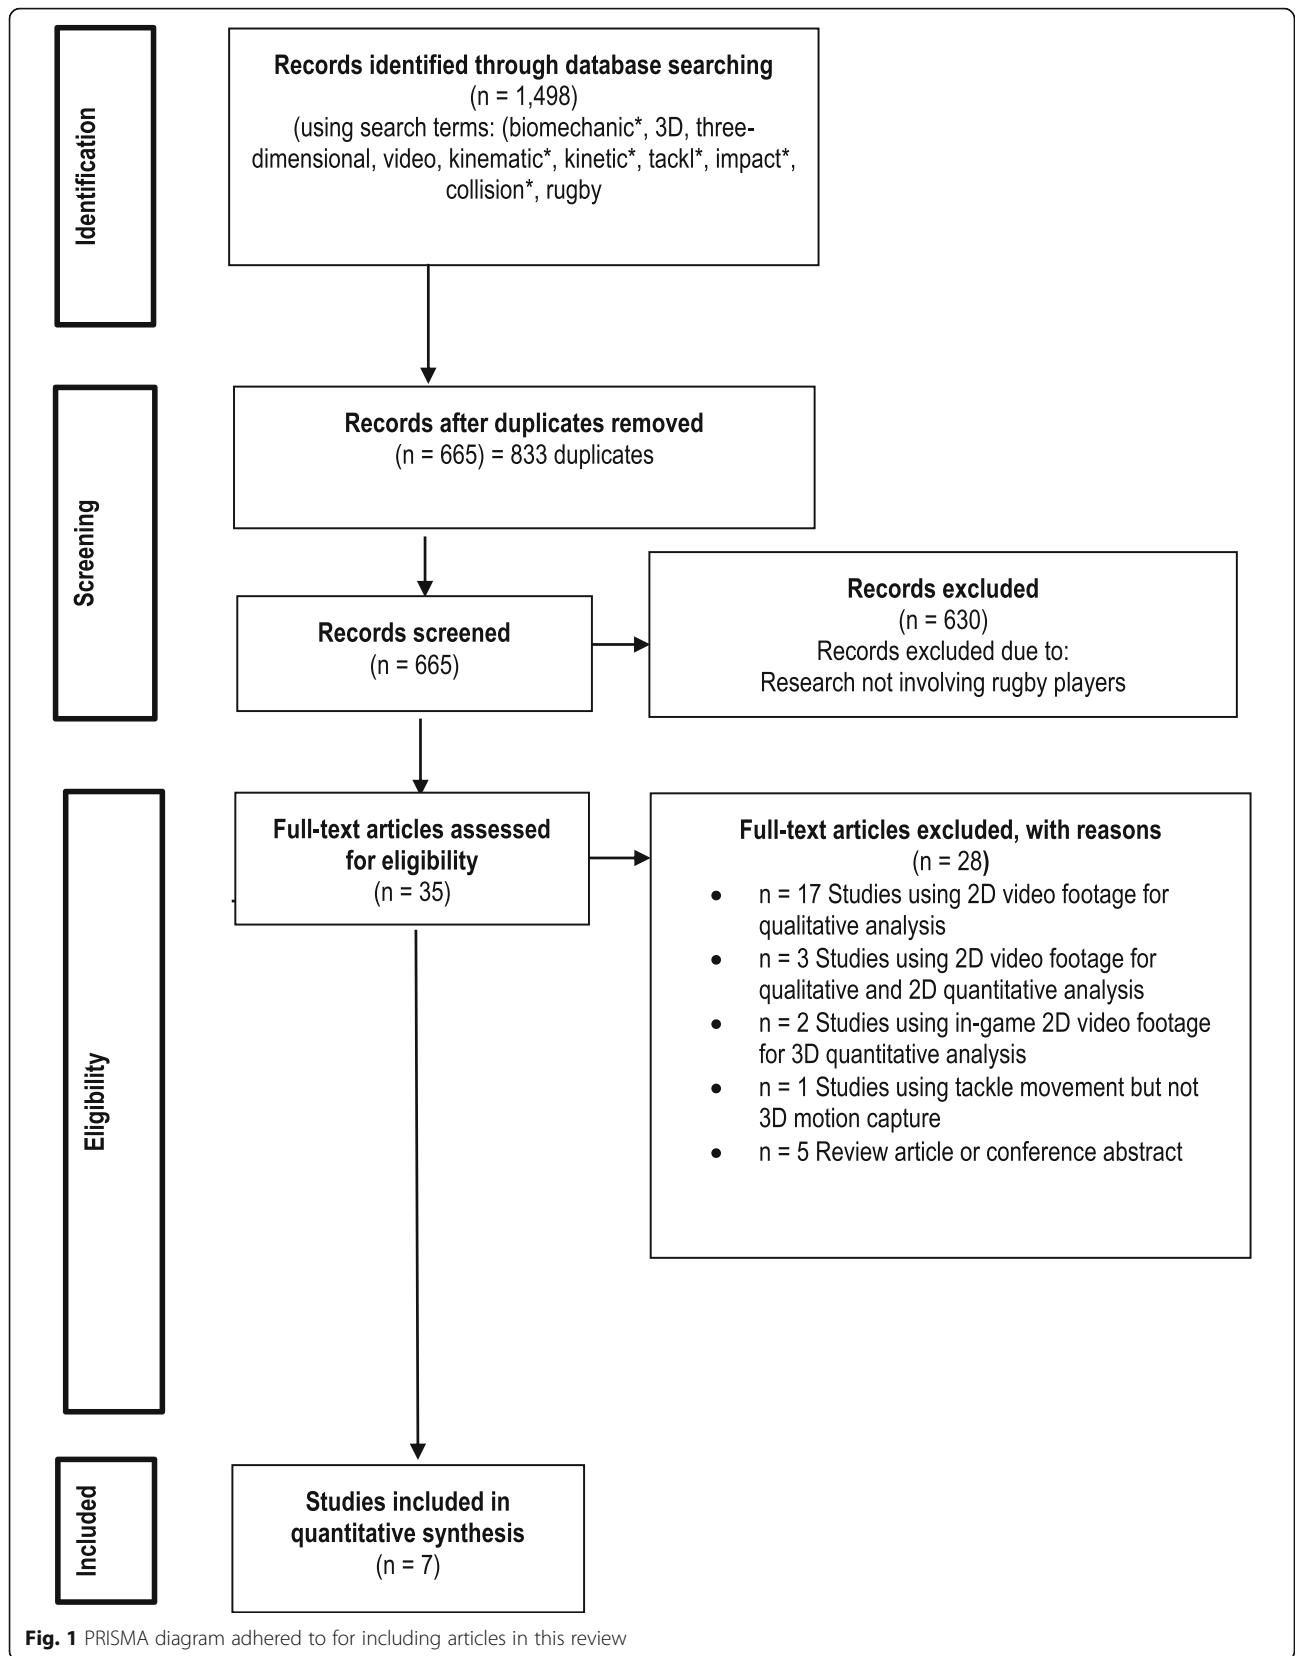 Identification
Records identified through database searching
(n = 1,498)
(using search terms: (biomechanic*, 3D, three-
dimensional, video, kinematic*, kinetic*, tackl*, impact*,
collision*, rugby
Screening
Records after duplicates removed
(n = 665) = 833 duplicates
Records screened
(n = 665)
Records excluded
(n = 630)
Records excluded due to:
Research not involving rugby players
Eligibility
Full-text articles assessed
for eligibility
(n = 35)
Full-text articles excluded, with reasons
(n = 28)
• n = 17 Studies using 2D video footage for
qualitative analysis
• n = 3 Studies using 2D video footage for
qualitative and 2D quantitative analysis
• n = 2 Studies using in-game 2D video footage
for 3D quantitative analysis
• n = 1 Studies using tackle movement but not
3D motion capture
• n = 5 Review article or conference abstract
Included
Studies included in
quantitative synthesis
(n = 7)
Fig. 1 PRISMA diagram adhered to for including articles in this review